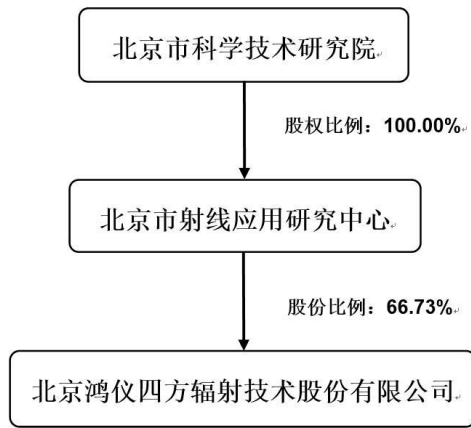 北京市科学技术研究院
股权比例：100.00%
北京市射线应用研究中心
股份比例：66.73%
北京鸿仪四方辐射技术股份有限公司